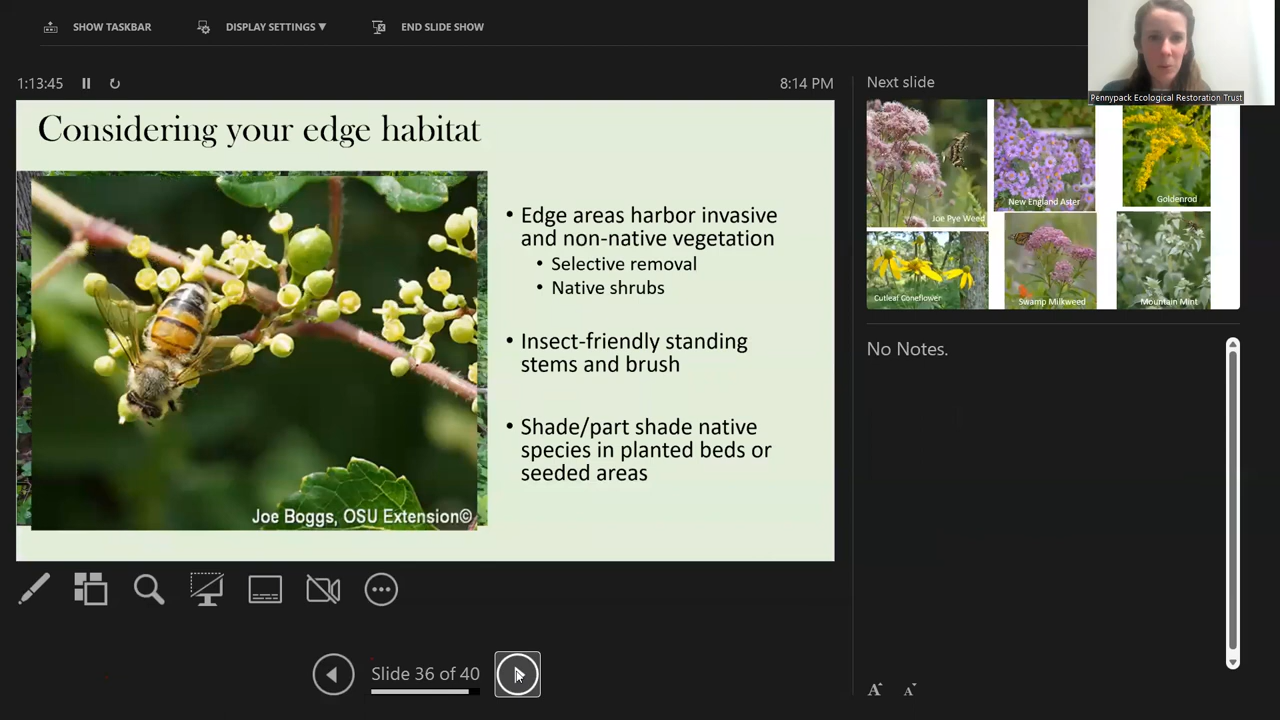 SHOW TASKBAR
DISPLAY SETTINGS ▼
END SLIDE SHOW
1:13:45
8:14 PM
Next slide
Pennypack Ecological Restoration Trust
Considering your edge habitat
• Edge areas harbor invasive
and non-native vegetation
• Selective removal
• Native shrubs
• Insect-friendly standing
stems and brush
• Shade/part shade native
species in planted beds or
seeded areas
Joe Boggs, OSU Extension©
Joe Pye Weed
New England Aster
Goldenrod
Cutleaf Coneflower
Swamp Milkweed
Mountain Mint
No Notes.
Slide 36 of 40
A A